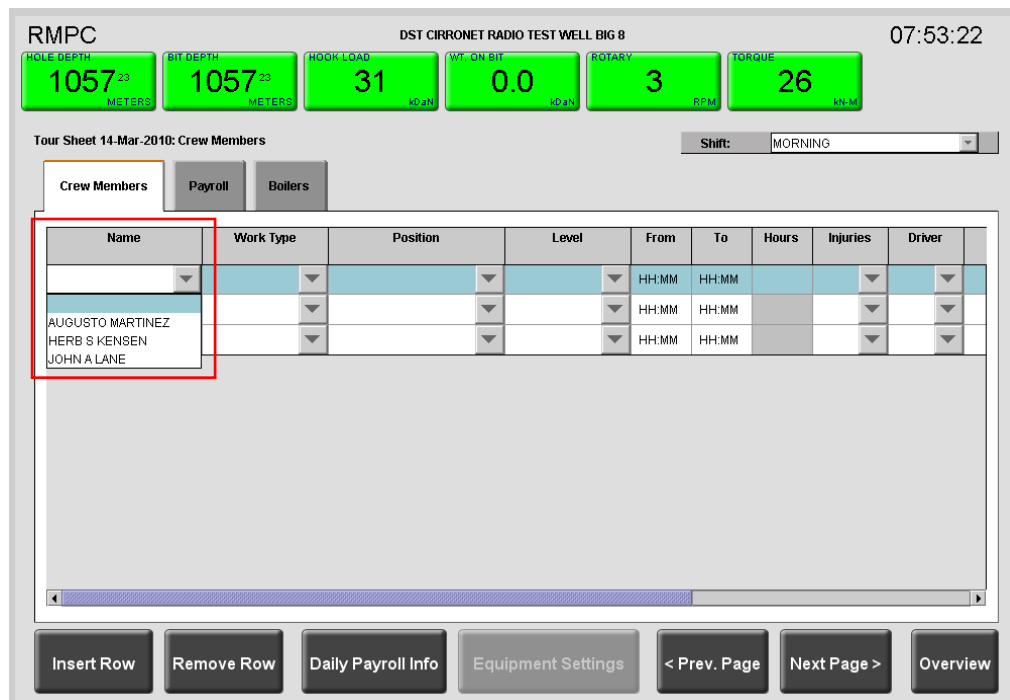 RMPC
DST CIRRONET RADIO TEST WELL BIG 8
07:53:22
HOLE DEPTH
1057 23
METERS
BIT DEPTH
1057 23
METERS
HOOK LOAD
31
kDaN
WT. ON BIT
0.0
kDaN
ROTARY
3
RPM
TORQUE
26
kN-M
Tour Sheet 14-Mar-2010: Crew Members
Shift:
MORNING
Crew Members
Payroll
Boilers
Name
Work Type
Position
Level
From
To
Hours
Injuries
Driver
HH:MM
HH:MM
AUGUSTO MARTINEZ
HH:MM
HH:MM
HERB S KENSEN
JOHN A LANE
HH:MM
HH:MM
Insert Row
Remove Row
Daily Payroll Info
Equipment Settings
< Prev. Page
Next Page >
Overview